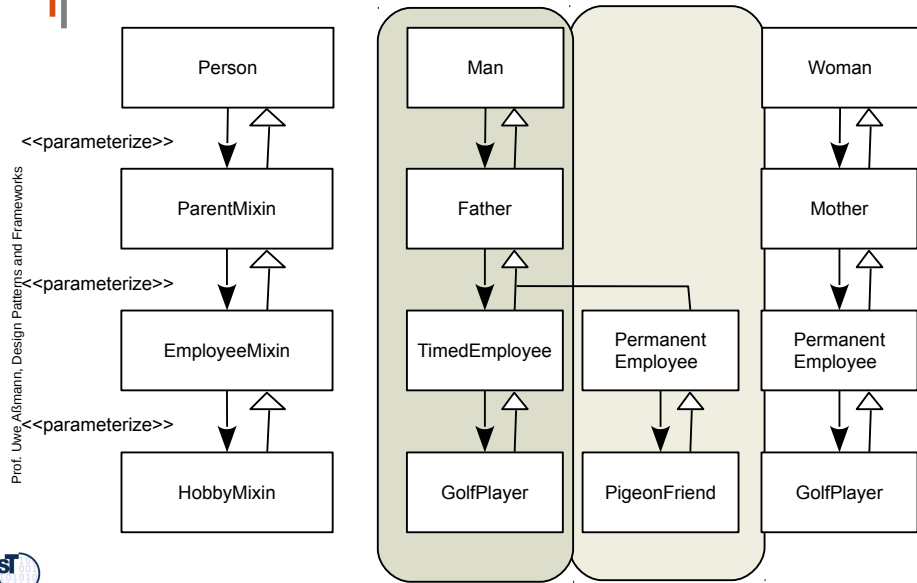 Person
Man
Woman
<<parameterize>>
ParentMixin
Father
Mother
<<parameterize>>
EmployeeMixin
TimedEmployee
Permanent
Employee
Permanent
Employee
<<parameterize>>
HobbyMixin
GolfPlayer
PigeonFriend
GolfPlayer
Prof. Uwe Aßmann, Design Patterns and Frameworks
ST